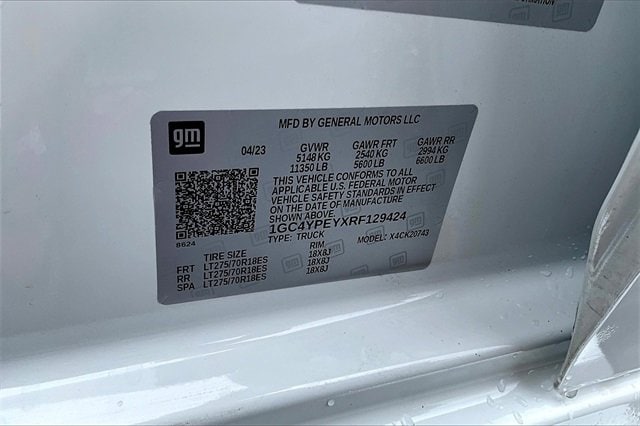 gm
MFD BY GENERAL MOTORS LLC
04/23 GVWR GAWR FRT GAWR RR
5148 KG 2540 KG 2994 KG
11350 LB 5600 LB 6600 LB
THIS VEHICLE CONFORMS TO ALL
APPLICABLE U.S. FEDERAL MOTOR
VEHICLE SAFETY STANDARDS IN EFFECT
ON THE DATE OF MANUFACTURE
SHOWN ABOVE.
1GC4YPEYXRF129424
8624 TYPE: TRUCK MODEL: X4CK20743
TIRE SIZE RIM
FRT LT275/70R18ES 18X8J
RR LT275/70R18ES 18X8J
SPA LT275/70R18ES 18X8J